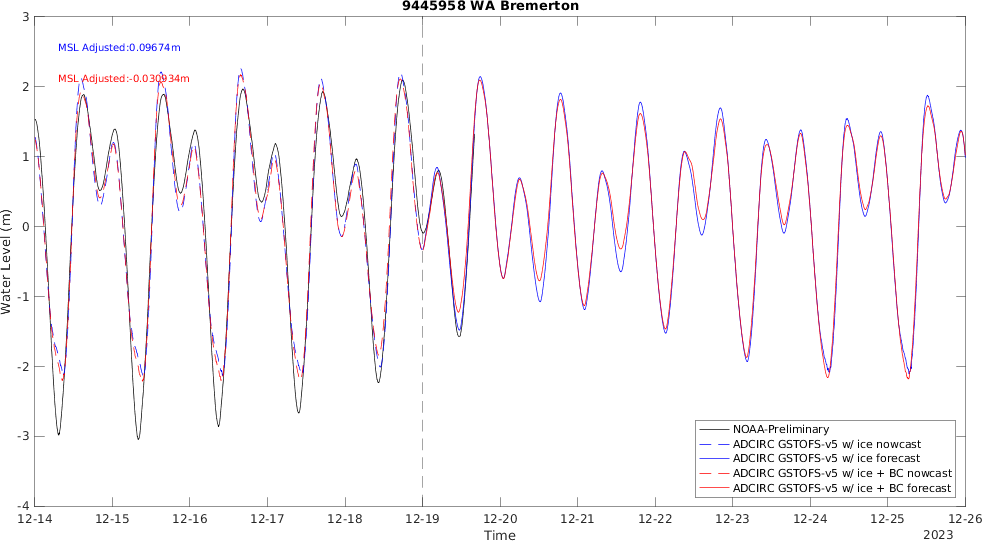 9445958 WA Bremerton
MSL Adjusted:0.09674m
MSL Adjusted:-0.030934m
Water Level (m)
3
2
1
0
-1
-2
-3
-4
NOAA-Preliminary
ADCIRC GSTOFS-v5 w/ ice nowcast
ADCIRC GSTOFS-v5 w/ ice forecast
ADCIRC GSTOFS-v5 w/ ice + BC nowcast
ADCIRC GSTOFS-v5 w/ ice + BC forecast
12-14 12-15 12-16 12-17 12-18 12-19 12-20 12-21 12-22 12-23 12-24 12-25 12-26
Time
2023